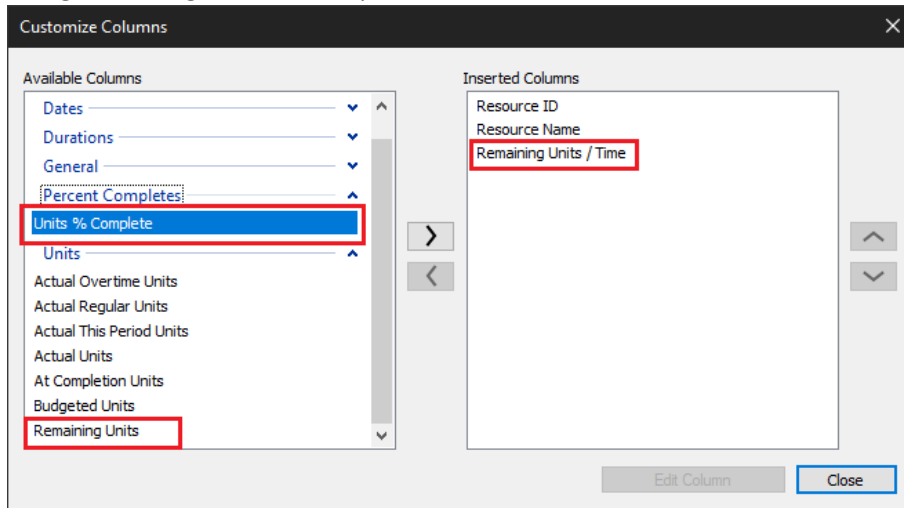 Customize Columns
Available Columns
Dates
Durations
General
Percent Completes
Units % Complete
Units
Actual Overtime Units
Actual Regular Units
Actual This Period Units
Actual Units
At Completion Units
Budgeted Units
Remaining Units
Inserted Columns
Resource ID
Resource Name
Remaining Units / Time
Edit Column
Close